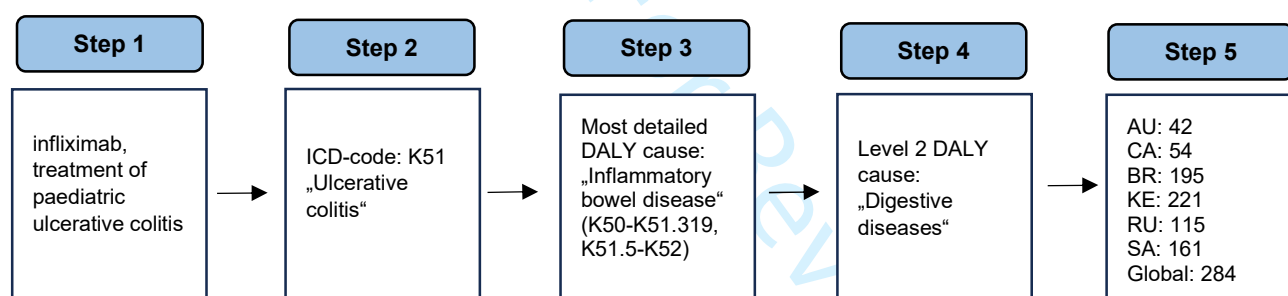 Step 1
infliximab,
treatment of
paediatric
ulcerative colitis
Step 2
ICD-code: K51
„Ulcerative
colitis“
Step 3
Most detailed
DALY cause:
„Inflammatory
bowel disease“
(K50-K51.319,
K51.5-K52)
Step 4
Level 2 DALY
cause:
„Digestive
diseases“
Step 5
AU: 42
CA: 54
BR: 195
KE: 221
RU: 115
SA: 161
Global: 284